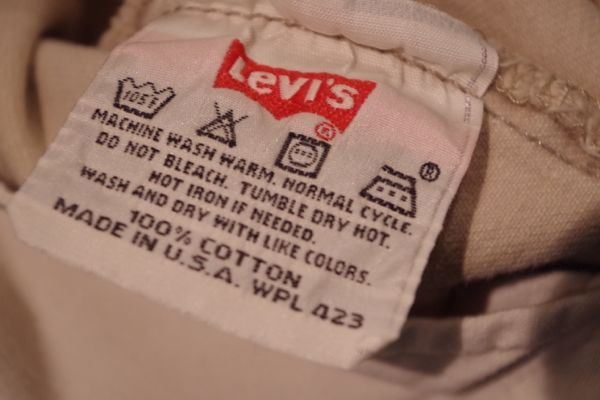 Levi's
105F
®
MACHINE WASH WARM. NORMAL CYCLE.
DO NOT BLEACH. TUMBLE DRY HOT.
HOT IRON IF NEEDED.
WASH AND DRY WITH LIKE COLORS.
100% COTTON
MADE IN U.S.A. WPL 423